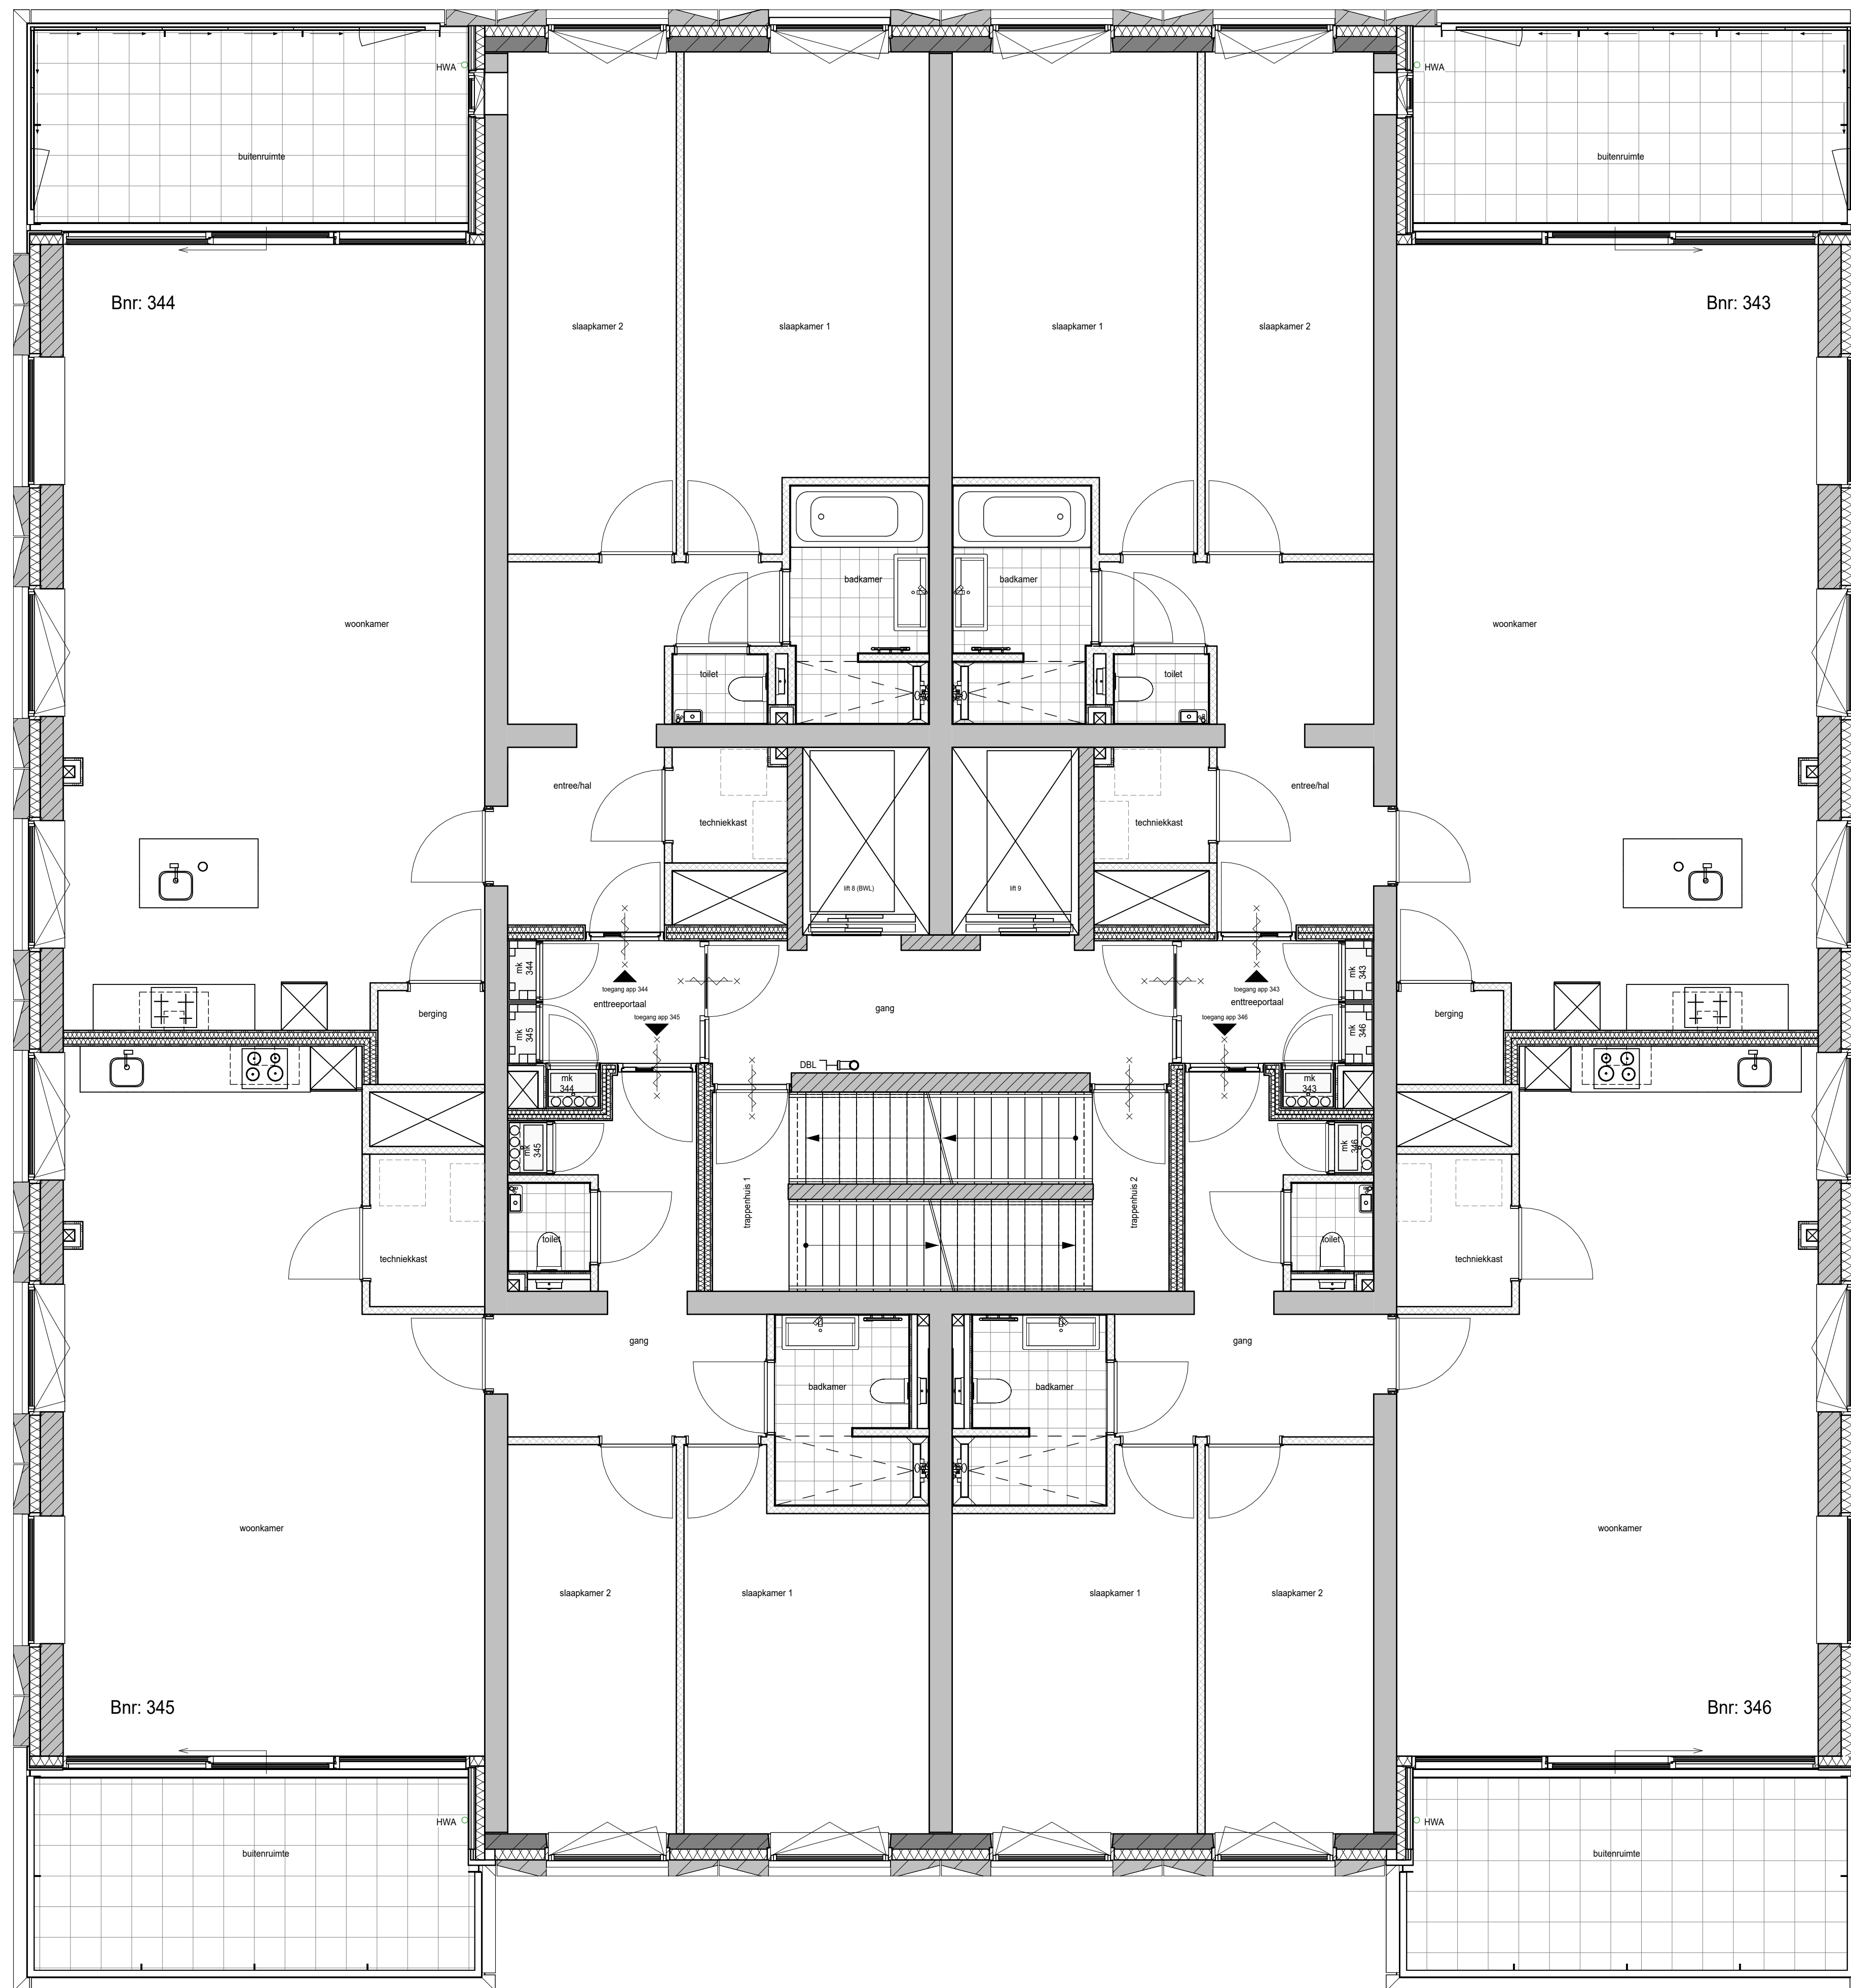 HWA
HWA
buitenruimte
buitenruimte
Bnr: 344
Bnr: 343
slaapkamer 2
slaapkamer 1
slaapkamer 1
slaapkamer 2
badkamer
badkamer
woonkamer
woonkamer
toilet
toilet
entree/hal
entree/hal
techniekkast
techniekkast
lift 8 (BWL)
lift 9
mk
344
mk
343
toegang app 344
toegang app 343
enttreeportaal
enttreeportaal
gang
berging
berging
toegang app 345
toegang app 346
mk
345
mk
346
DBL
mk
344
mk
343
mk
345
mk
346
trappenhuis 1
trappenhuis 2
toilet
toilet
techniekkast
techniekkast
gang
gang
badkamer
badkamer
woonkamer
woonkamer
slaapkamer 2
slaapkamer 1
slaapkamer 1
slaapkamer 2
Bnr: 345
Bnr: 346
HWA
HWA
buitenruimte
buitenruimte